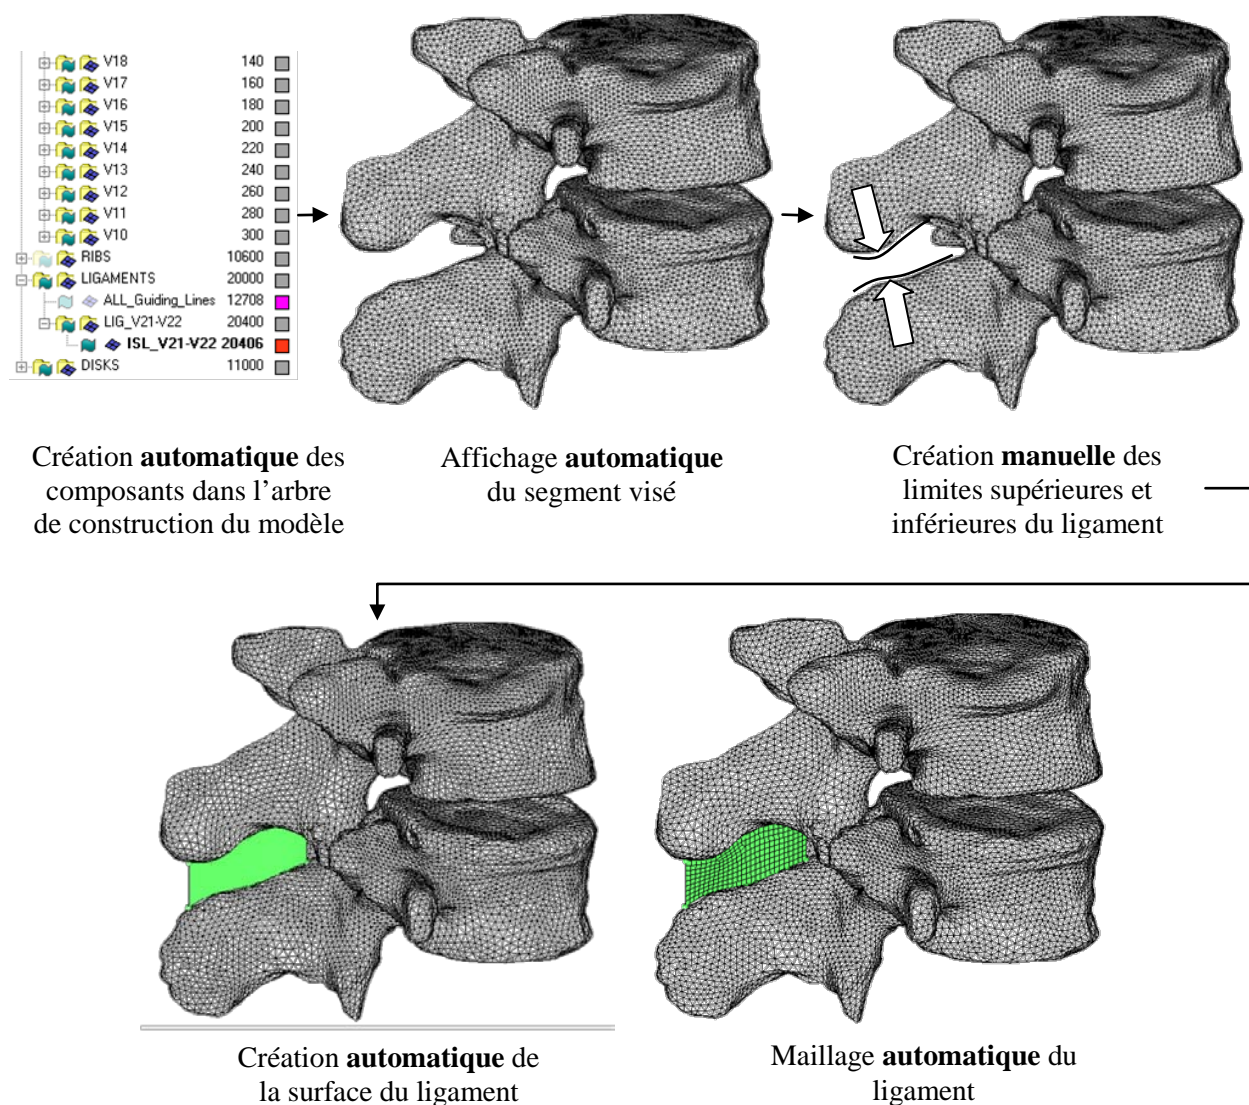 V18 140
V17 160
V16 180
V15 200
V14 220
V13 240
V12 260
V11 280
V10 300
RIBS 10600
LIGAMENTS 20000
ALL_Guiding_Lines 12708
LIG_V21-V22 20400
ISL_V21-V22 20406
DISKS 11000
Création automatique des
composants dans l’arbre
de construction du modèle
Affichage automatique
du segment visé
Création manuelle des
limites supérieures et
inférieures du ligament
Création automatique de
la surface du ligament
Maillage automatique du
ligament